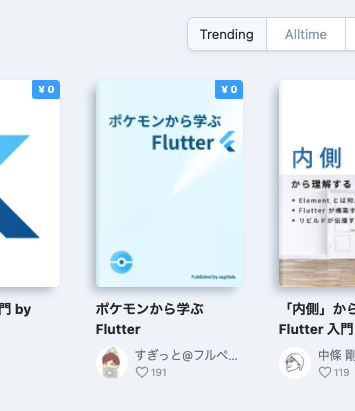 Trending
Alltime
¥ 0
¥ 0
ポケモンから学ぶ
Flutter
Published by sugitlab.
内側
から理解する
• Element とは何
• Flutter が構築す
• リビルドが伝播す
門 by
ポケモンから学ぶ
Flutter
すぎっと@フルペ...
191
「内側」から
Flutter 入門
中條 剛
119